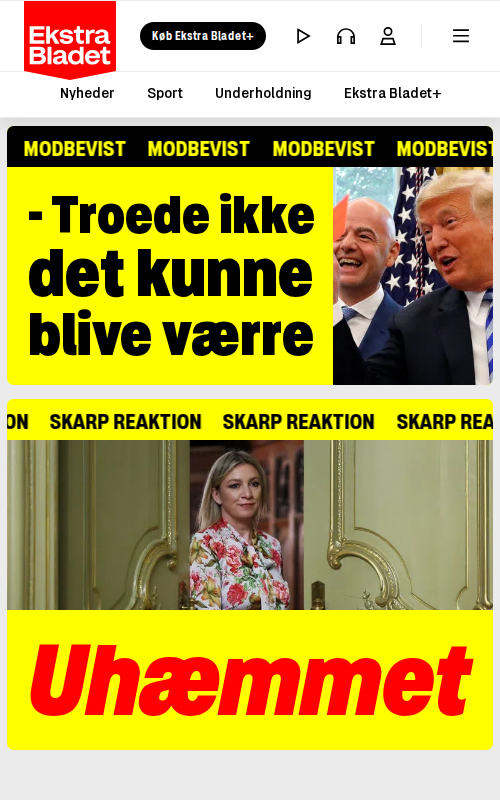 Ekstra
Bladet
Køb Ekstra Bladet+
Nyheder Sport Underholdning Ekstra Bladet+
MODBEVIST MODBEVIST MODBEVIST MODBEVIST
- Troede ikke
det kunne
blive værre
ON SKARP REAKTION SKARP REAKTION SKARP REA
Uhæmmet